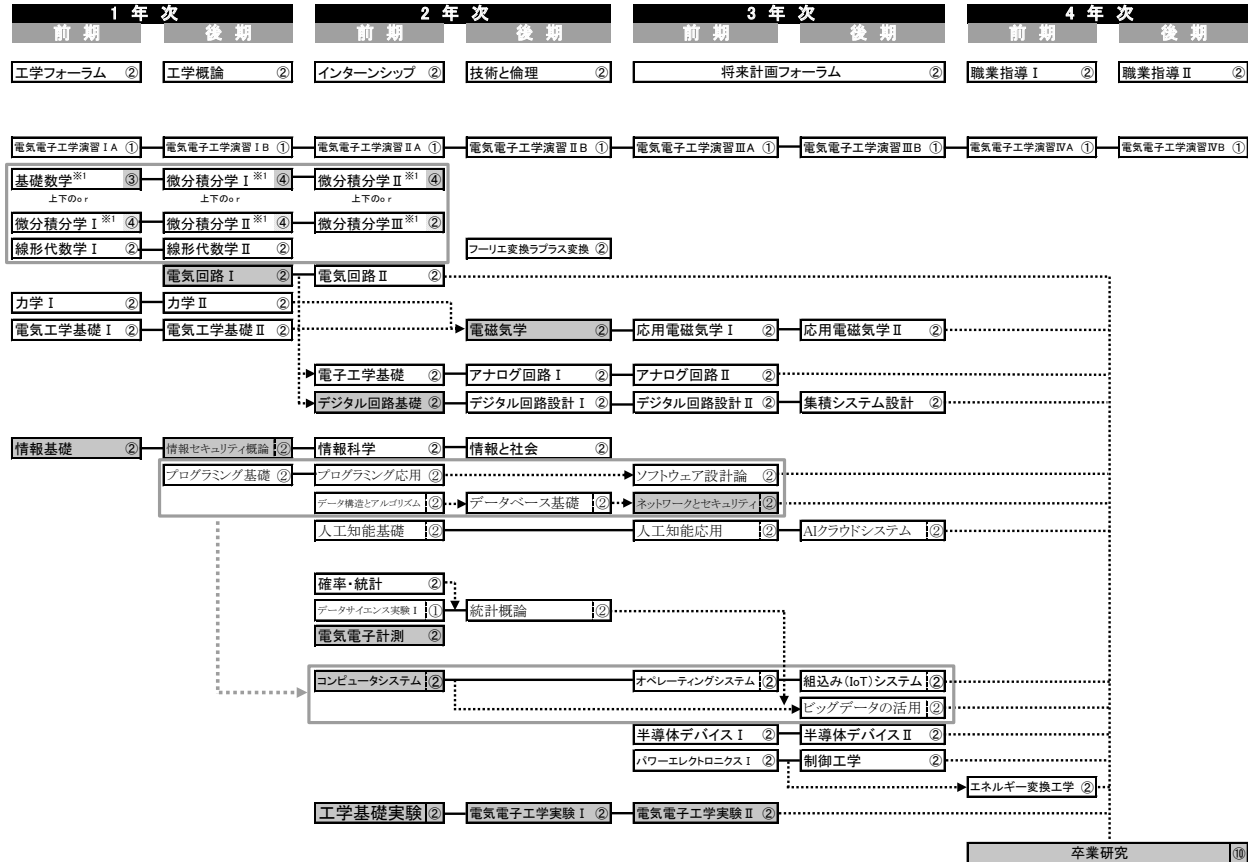 1 年 次 2 年 次 3 年 次 4 年 次
前 期 後 期 前 期 後 期 前 期 後 期 前 期 後 期
工学フォーラム ② 工学概論 ② インターンシップ ② 技術と倫理 ② 将来計画フォーラム ② 職業指導Ⅰ ② 職業指導Ⅱ ②
電気電子工学演習ⅠA ① 電気電子工学演習ⅠB ① 電気電子工学演習ⅡA ① 電気電子工学演習ⅡB ① 電気電子工学演習ⅢA ① 電気電子工学演習ⅢB ① 電気電子工学演習ⅣA ① 電気電子工学演習ⅣB ①
基礎数学※1 ③ 微分積分学Ⅰ※1 ④ 微分積分学Ⅱ※1 ④
上下のor 上下のor 上下のor
微分積分学Ⅰ※1 ④ 微分積分学Ⅱ※1 ④ 微分積分学Ⅲ※1 ②
線形代数学Ⅰ ② 線形代数学Ⅱ ② フーリエ変換ラプラス変換 ②
電気回路Ⅰ ② 電気回路Ⅱ ②
力学Ⅰ ② 力学Ⅱ ②
電気工学基礎Ⅰ ② 電気工学基礎Ⅱ ② 電磁気学 ② 応用電磁気学Ⅰ ② 応用電磁気学Ⅱ ②
電子工学基礎 ② アナログ回路Ⅰ ② アナログ回路Ⅱ ②
デジタル回路基礎 ② デジタル回路設計Ⅰ ② デジタル回路設計Ⅱ ② 集積システム設計 ②
情報基礎 ② 情報セキュリティ概論 ② 情報科学 ② 情報と社会 ②
プログラミング基礎 ② プログラミング応用 ② ソフトウェア設計論 ②
データ構造とアルゴリズム ② データベース基礎 ② ネットワークとセキュリティ ②
人工知能基礎 ② 人工知能応用 ② AIクラウドシステム ②
確率・統計 ②
データサイエンス実験Ⅰ ① 統計概論 ②
電気電子計測 ②
コンピュータシステム ② オペレーティングシステム ② 組込み(IoT)システム ②
ビッグデータの活用 ②
半導体デバイスⅠ ② 半導体デバイスⅡ ②
パワーエレクトロニクスⅠ ② 制御工学 ②
エネルギー変換工学 ②
工学基礎実験 ② 電気電子工学実験Ⅰ ② 電気電子工学実験Ⅱ ②
卒業研究 ⑩